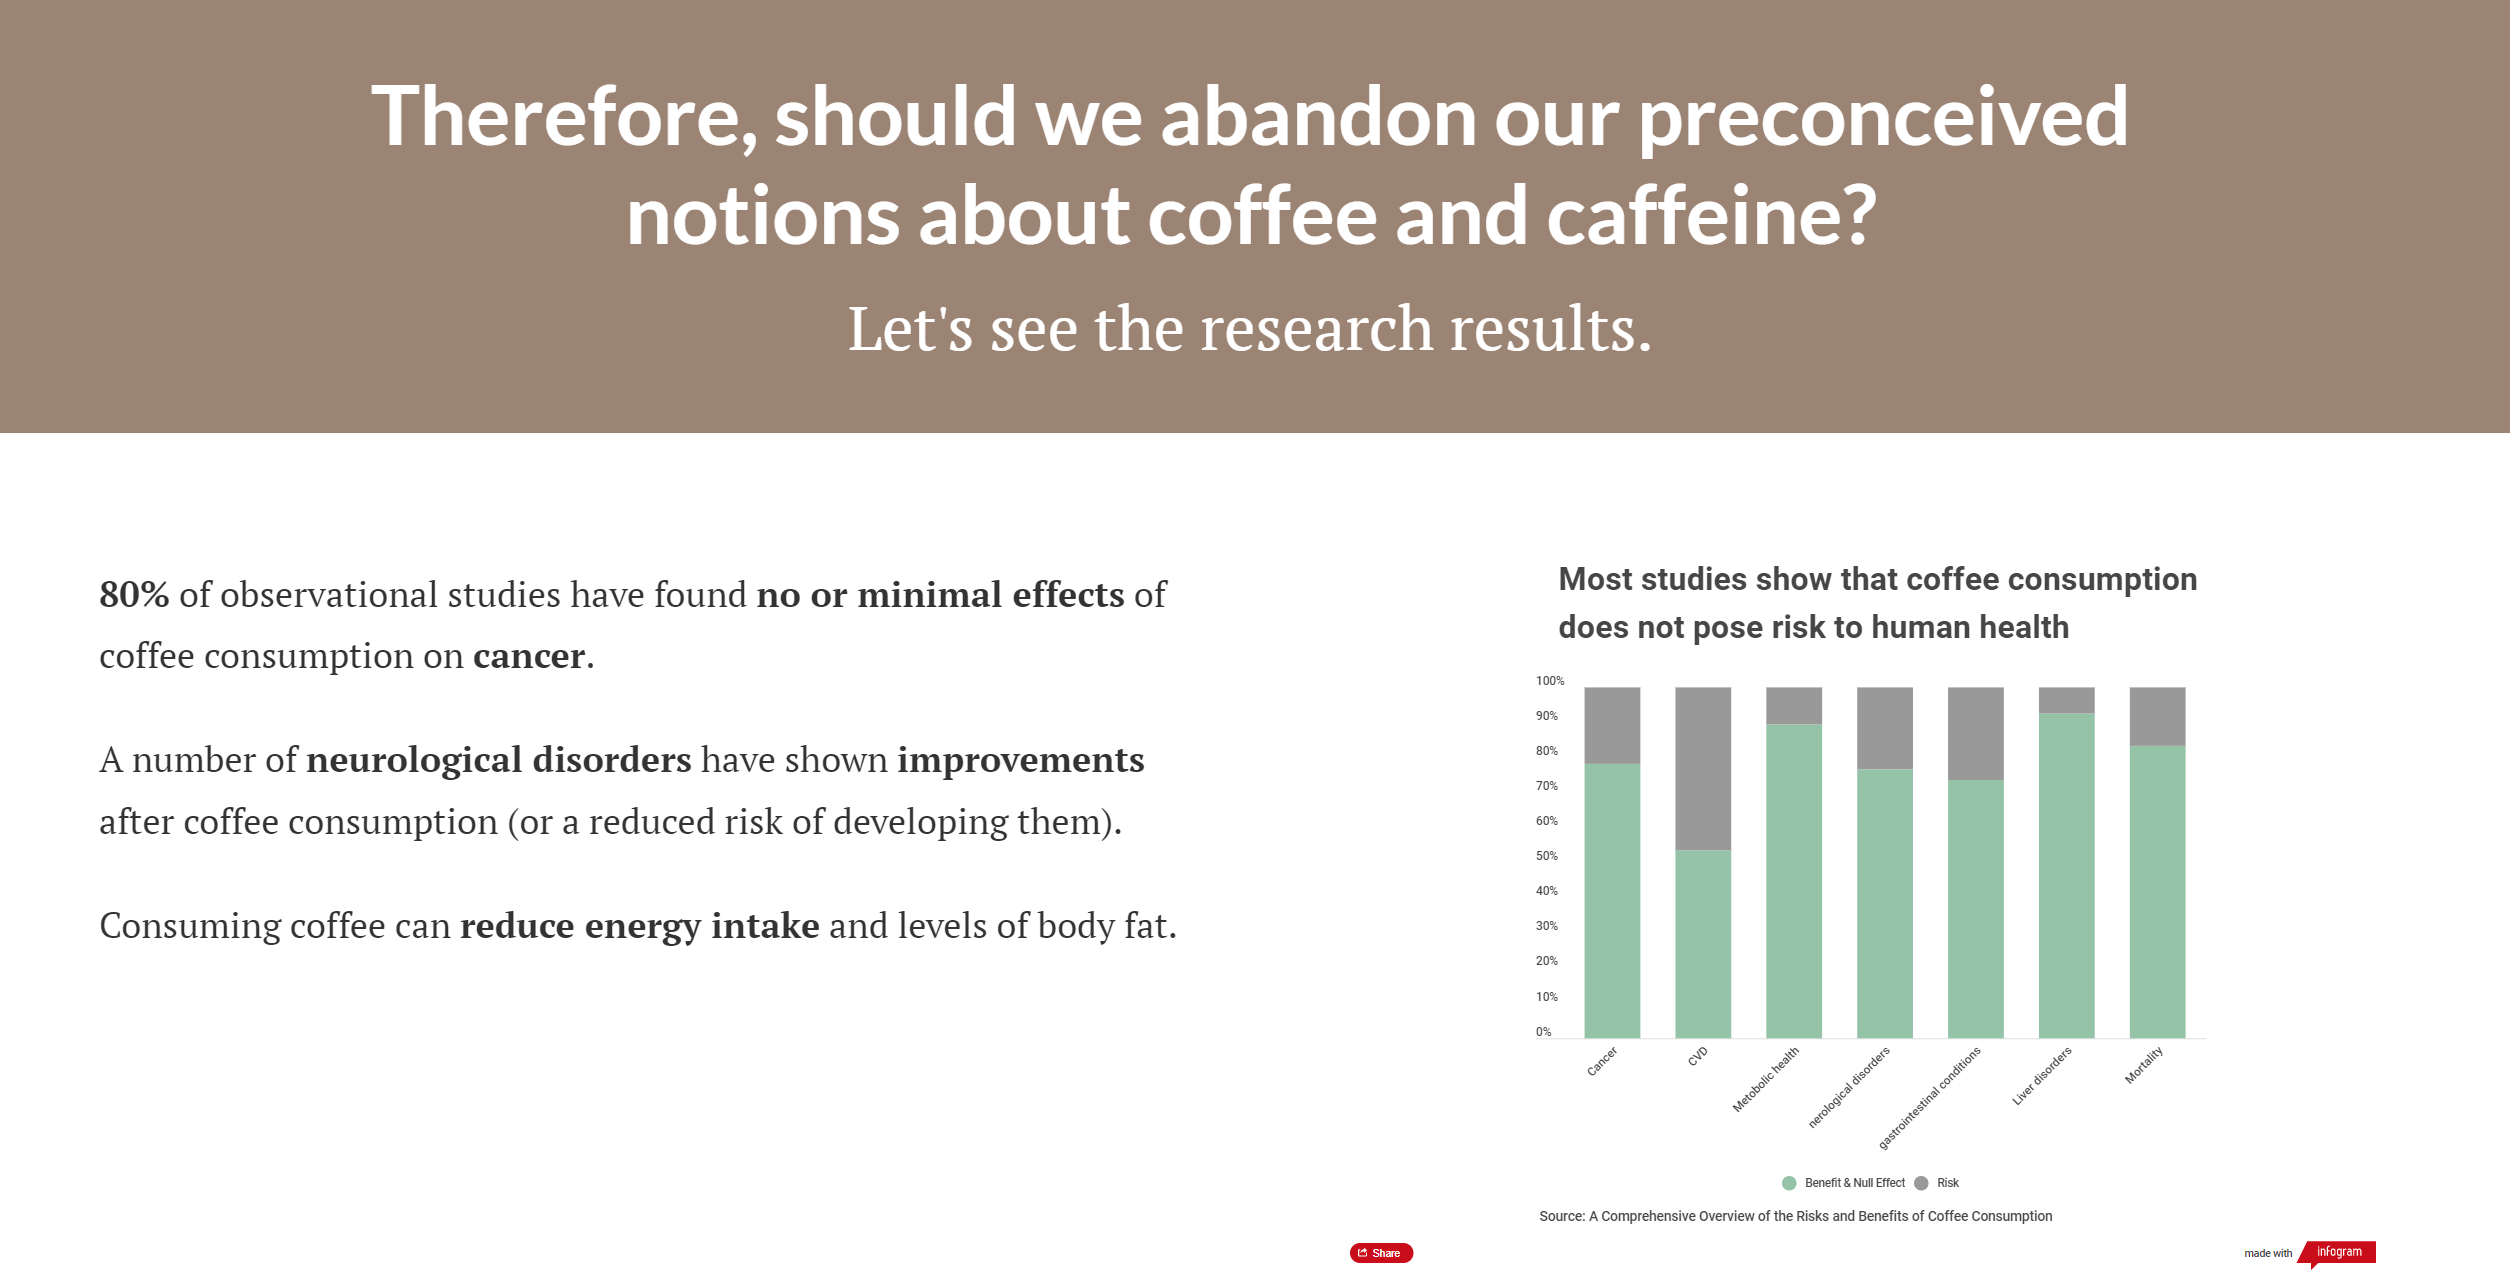 Therefore, should we abandon our preconceived
notions about coffee and caffeine?
Let's see the research results.
80% of observational studies have found no or minimal effects of
coffee consumption on cancer.
A number of neurological disorders have shown improvements
after coffee consumption (or a reduced risk of developing them).
Consuming coffee can reduce energy intake and levels of body fat.
Most studies show that coffee consumption
does not pose risk to human health
100%
90%
80%
70%
60%
50%
40%
30%
20%
10%
0%
Cancer
CVD
Metobolic health
nerological disorders
gastrointestinal conditions
Liver disorders
Mortality
Benefit & Null Effect
Risk
Source: A Comprehensive Overview of the Risks and Benefits of Coffee Consumption
Share
made with infogram